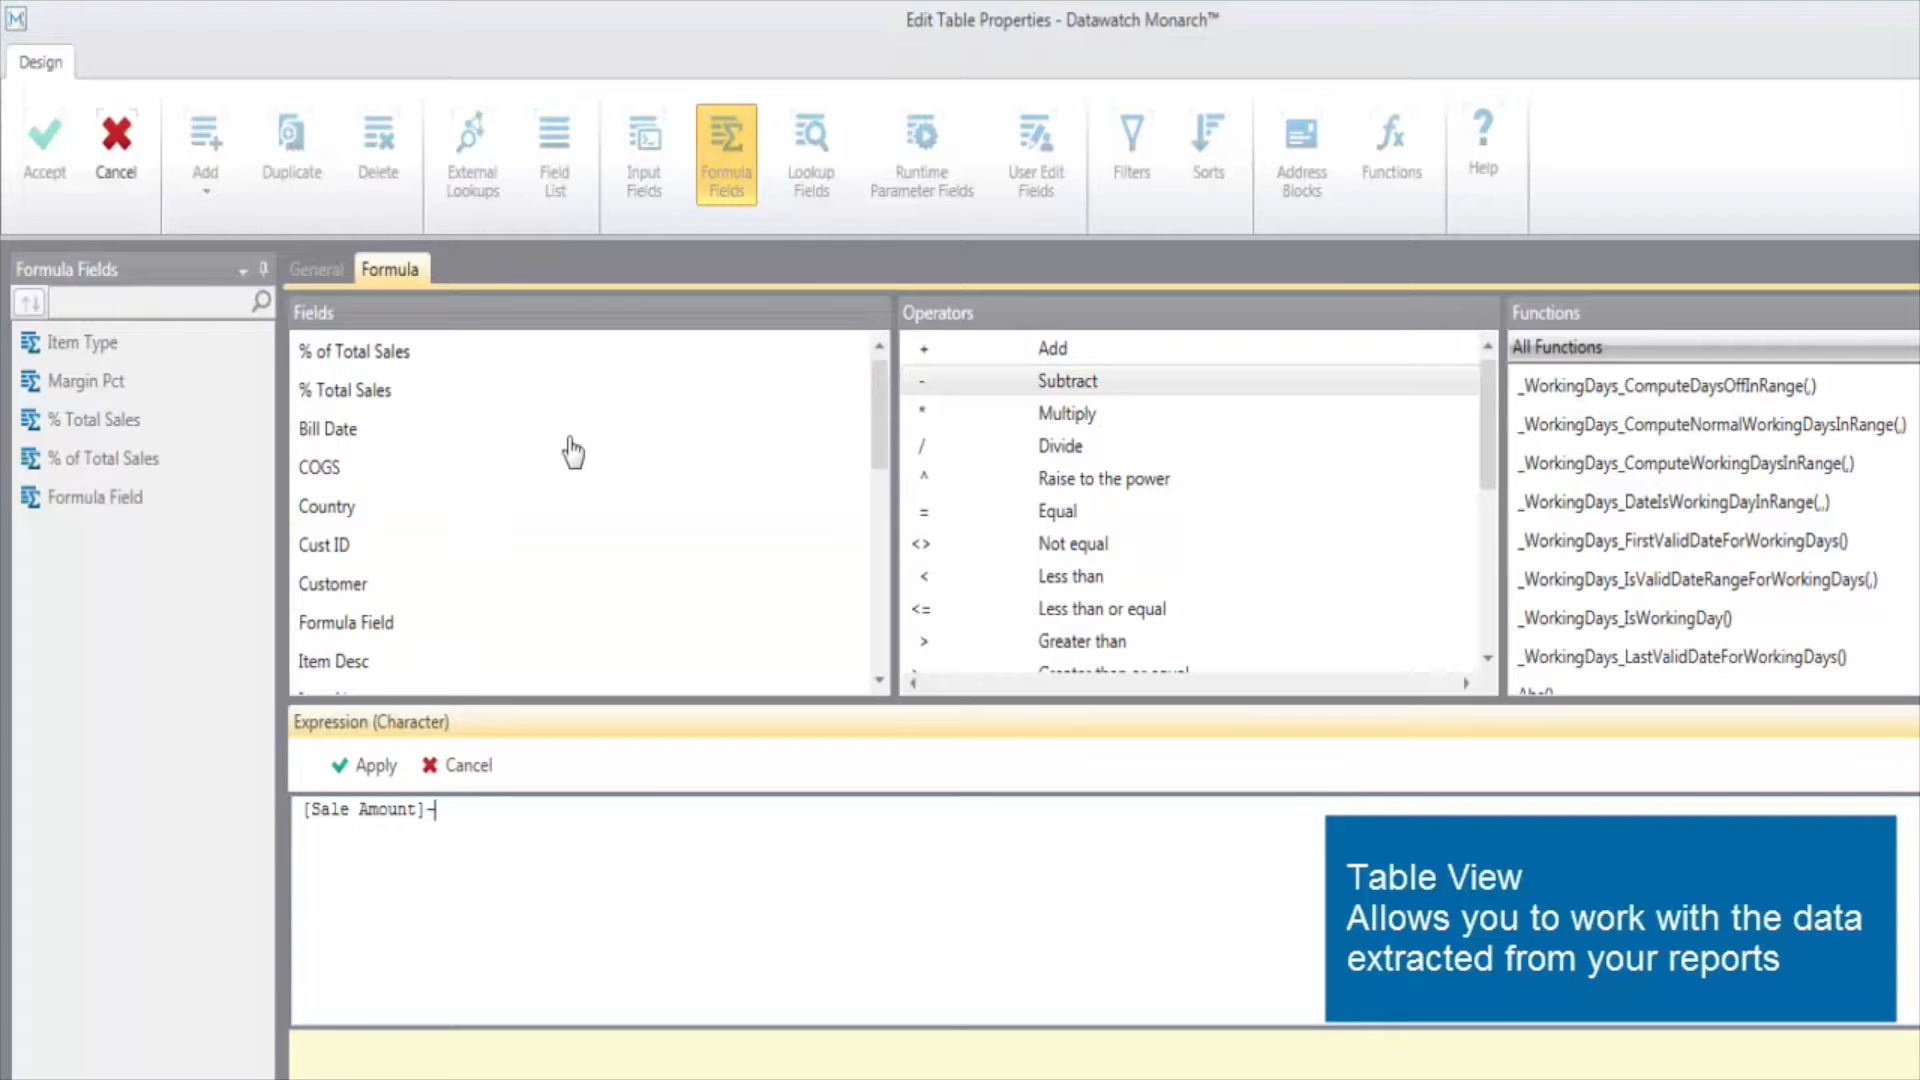 Edit Table Properties - Datawatch Monarch™
Design
Accept
Cancel
Add
Duplicate
Delete
External
Lookups
Field
List
Input
Fields
Formula
Fields
Lookup
Fields
Runtime
Parameter Fields
User Edit
Fields
Filters
Sorts
Address
Blocks
Functions
Help
Formula Fields
Item Type
Margin Pct
% Total Sales
% of Total Sales
Formula Field
General
Formula
Fields
% of Total Sales
% Total Sales
Bill Date
COGS
Country
Cust ID
Customer
Formula Field
Item Desc
Operators
+ Add
- Subtract
* Multiply
/ Divide
^ Raise to the power
= Equal
<> Not equal
< Less than
<= Less than or equal
> Greater than
Greater than or equal
Functions
All Functions
_WorkingDays_ComputeDaysOffInRange(,)
_WorkingDays_ComputeNormalWorkingDaysInRange(,)
_WorkingDays_ComputeWorkingDaysInRange(,)
_WorkingDays_DateIsWorkingDayInRange(,,)
_WorkingDays_FirstValidDateForWorkingDays()
_WorkingDays_IsValidDateRangeForWorkingDays(,)
_WorkingDays_IsWorkingDay()
_WorkingDays_LastValidDateForWorkingDays()
Abs()
Expression (Character)
Apply
Cancel
[Sale Amount]-
Table View
Allows you to work with the data
extracted from your reports